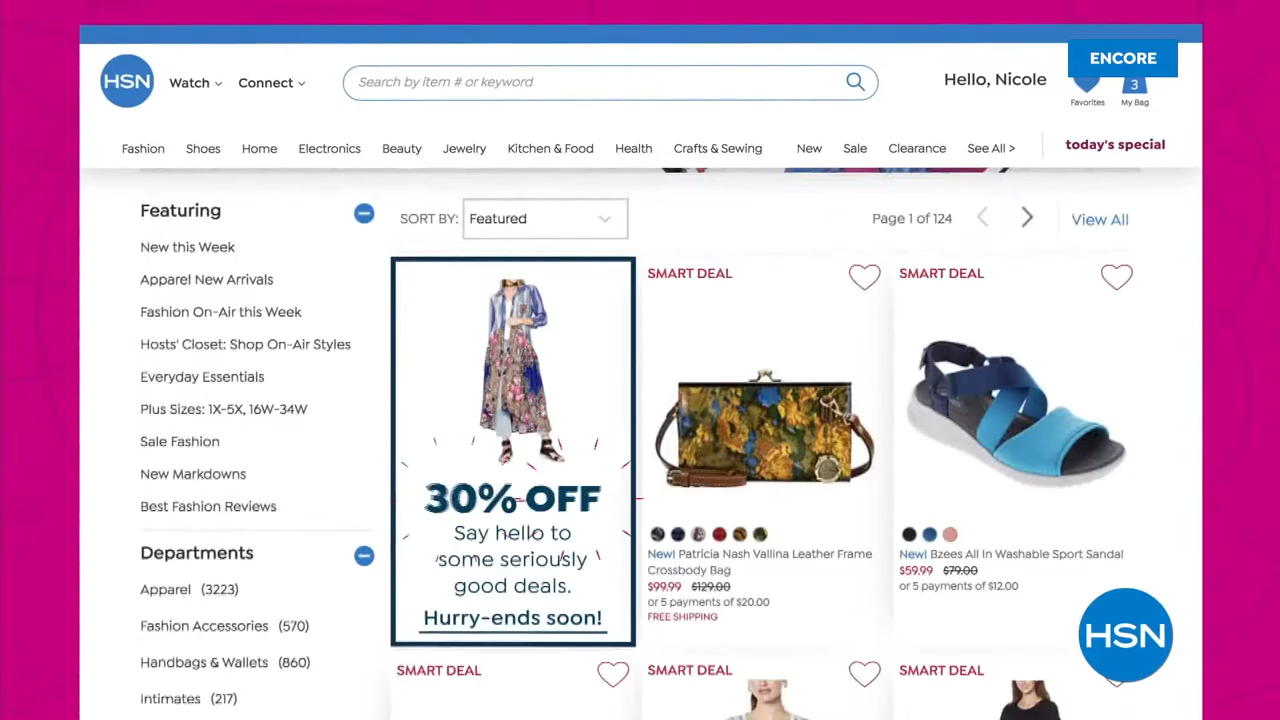 ENCORE
HSN
Watch
Connect
Search by item # or keyword
Hello, Nicole
Favorites
3
My Bag
Fashion
Shoes
Home
Electronics
Beauty
Jewelry
Kitchen & Food
Health
Crafts & Sewing
New
Sale
Clearance
See All >
today's special
Featuring
New this Week
Apparel New Arrivals
Fashion On-Air this Week
Hosts' Closet: Shop On-Air Styles
Everyday Essentials
Plus Sizes: 1X-5X, 16W-34W
Sale Fashion
New Markdowns
Best Fashion Reviews
Departments
Apparel (3223)
Fashion Accessories (570)
Handbags & Wallets (860)
Intimates (217)
SORT BY: Featured
Page 1 of 124
View All
30% OFF
Say hello to
some seriously
good deals.
Hurry-ends soon!
SMART DEAL
New! Patricia Nash Vallina Leather Frame
Crossbody Bag
$99.99 $129.00
or 5 payments of $20.00
FREE SHIPPING
SMART DEAL
New! Bzees All In Washable Sport Sandal
$59.99 $79.00
or 5 payments of $12.00
SMART DEAL
SMART DEAL
SMART DEAL
HSN